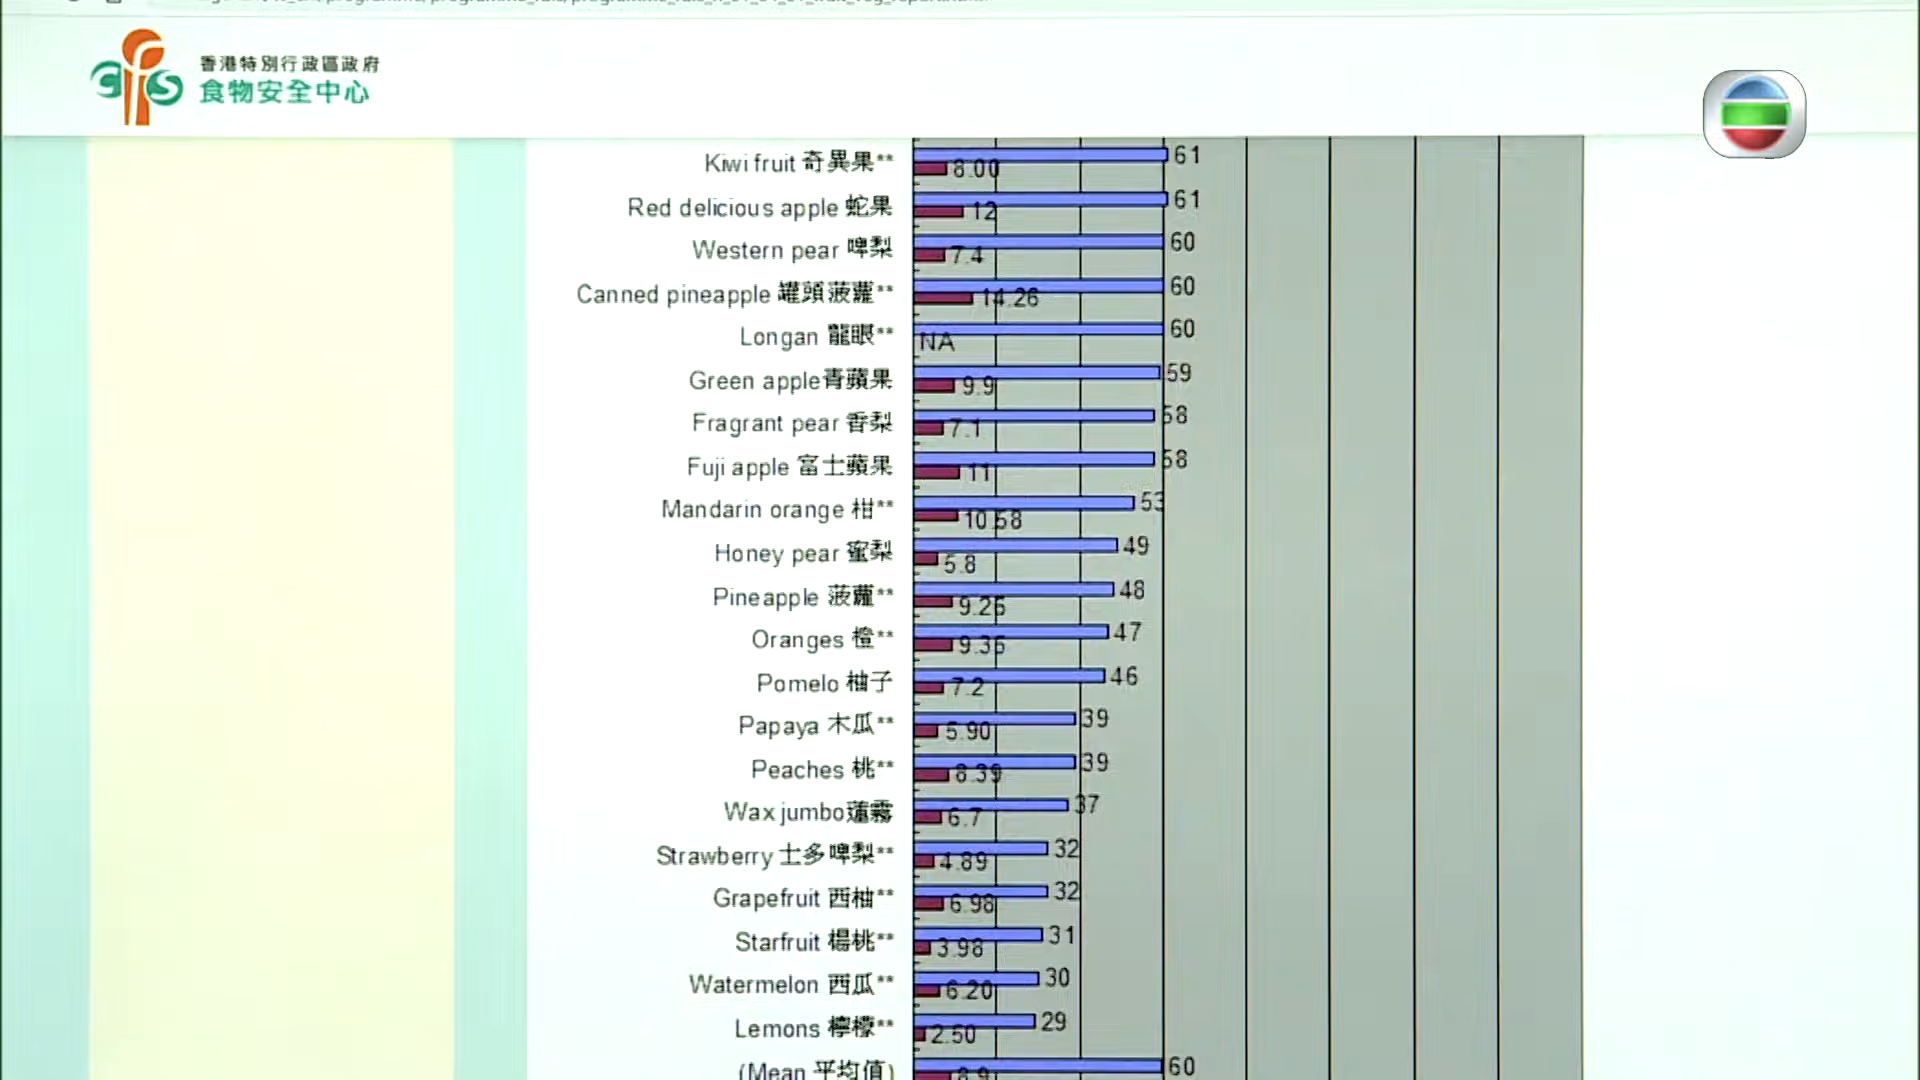 香港特別行政區政府
食物安全中心
Kiwi fruit 奇異果** 61
8.00
Red delicious apple 蛇果 61
12
Western pear 啤梨 60
7.4
Canned pineapple 罐頭菠蘿** 60
14.26
Longan 龍眼** 60
NA
Green apple青蘋果 59
9.9
Fragrant pear 香梨 58
7.1
Fuji apple 富士蘋果 58
11
Mandarin orange 柑** 53
10.58
Honey pear 蜜梨 49
5.8
Pineapple 菠蘿** 48
9.26
Oranges 橙** 47
9.35
Pomelo 柚子 46
7.2
Papaya 木瓜** 39
5.90
Peaches 桃** 39
8.39
Wax jumbo蓮霧 37
6.7
Strawberry 士多啤梨** 32
4.89
Grapefruit 西柚** 32
6.98
Starfruit 楊桃** 31
3.98
Watermelon 西瓜** 30
6.20
Lemons 檸檬** 29
2.50
(Mean 平均值) 60
8.9